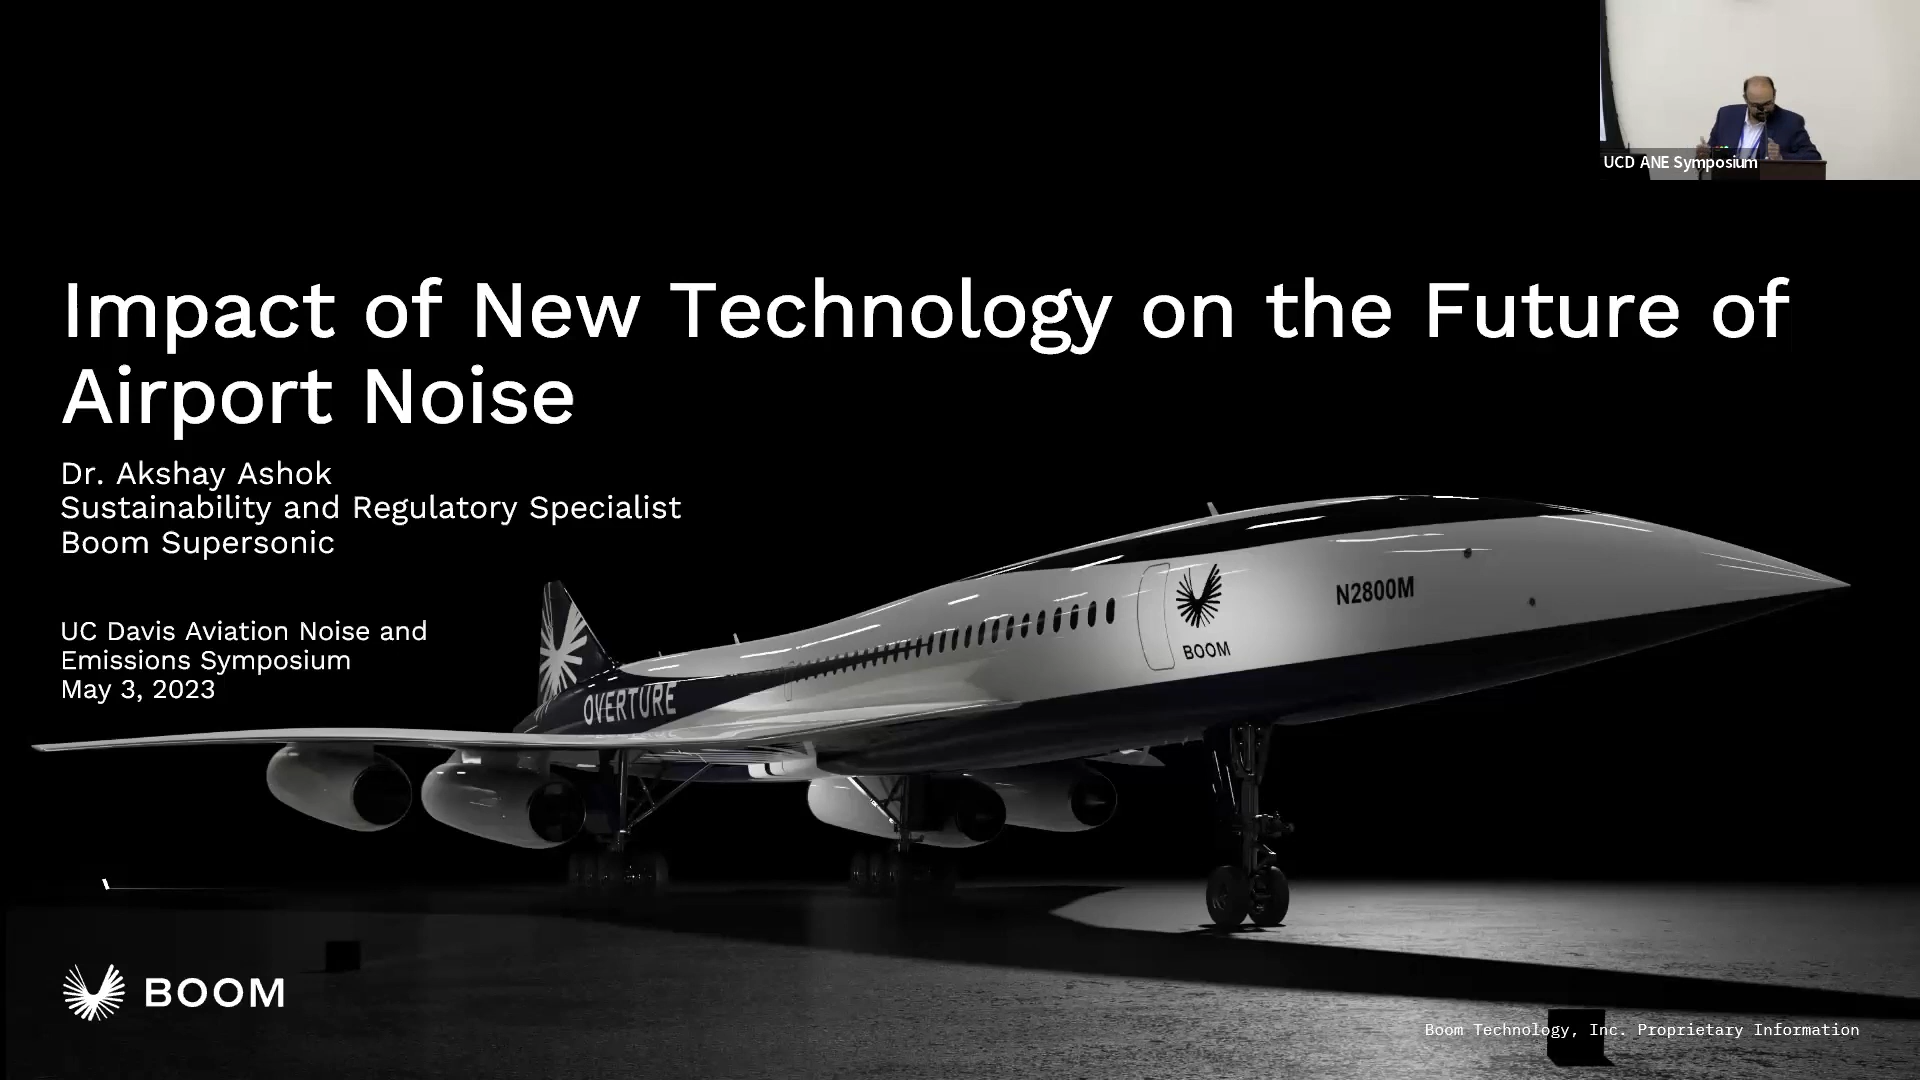 UCD ANE Symposium
Impact of New Technology on the Future of
Airport Noise
Dr. Akshay Ashok
Sustainability and Regulatory Specialist
Boom Supersonic
UC Davis Aviation Noise and
Emissions Symposium
May 3, 2023
N2800M
BOOM
OVERTURE
BOOM
Boom Technology, Inc. Proprietary Information